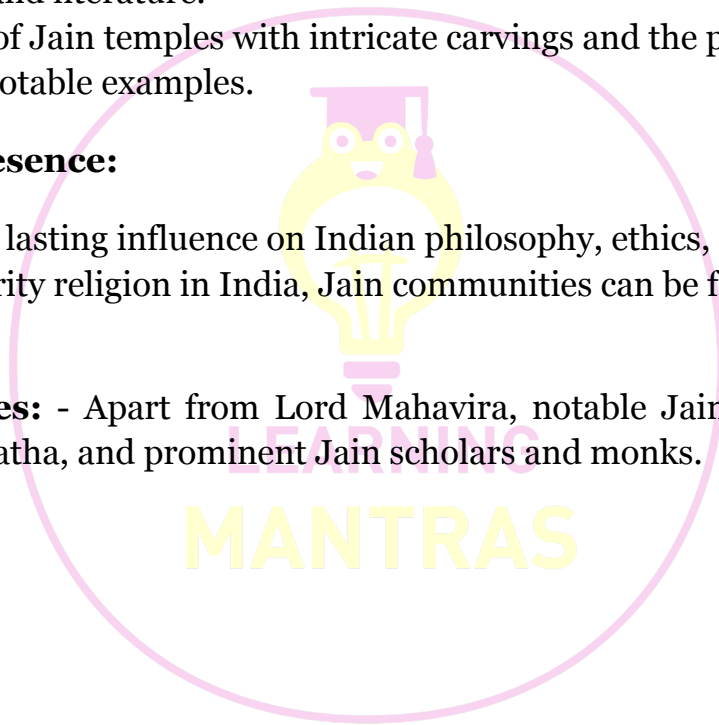 and literature.
of Jain temples with intricate carvings and the p
otable examples.
esence:
lasting influence on Indian philosophy, ethics,
rity religion in India, Jain communities can be f
es: - Apart from Lord Mahavira, notable Jain
atha, and prominent Jain scholars and monks.
LEARNING
MANTRAS